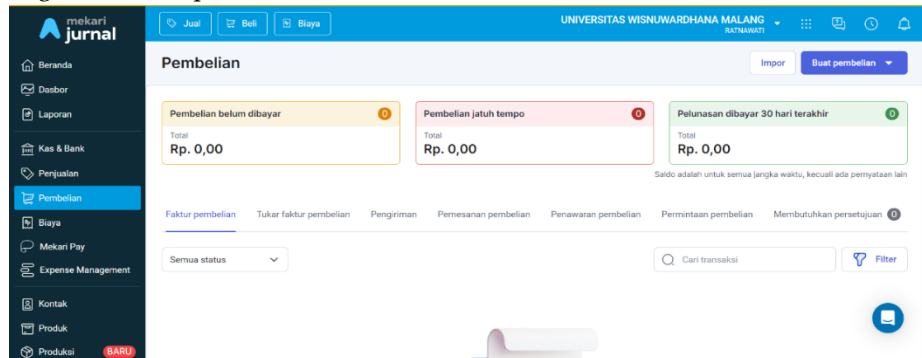 mekari
jurnal
Jual
Beli
Biaya
UNIVERSITAS WISNUWARDHANA MALANG
RATNAWATI
Beranda
Dasbor
Laporan
Kas & Bank
Penjualan
Pembelian
Biaya
Mekari Pay
Expense Management
Kontak
Produk
Produksi BARU
Pembelian
Impor
Buat pembelian
Pembelian belum dibayar 0
Total
Rp. 0,00
Pembelian jatuh tempo 0
Total
Rp. 0,00
Pelunasan dibayar 30 hari terakhir 0
Total
Rp. 0,00
Saldo adalah untuk semua jangka waktu, kecuali ada pernyataan lain
Faktur pembelian
Tukar faktur pembelian
Pengiriman
Pemesanan pembelian
Penawaran pembelian
Permintaan pembelian
Membutuhkan persetujuan 0
Semua status
Cari transaksi
Filter